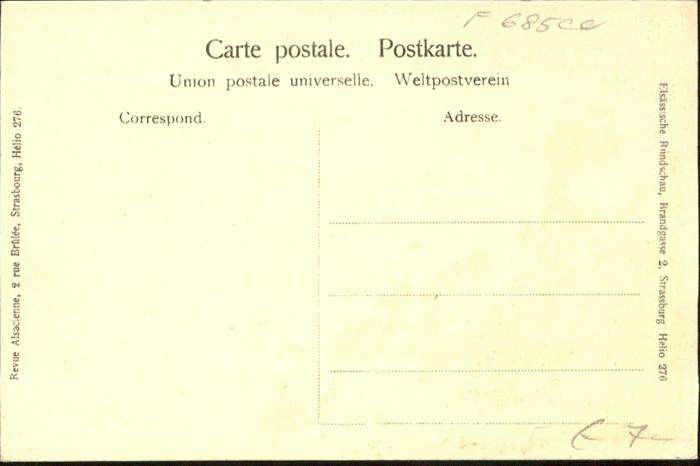 F 685ce
Carte postale. Postkarte.
Union postale universelle. Weltpostverein
Correspond.
Adresse.
Revue Alsacienne, 2 rue Brûlée, Strasbourg, Hélio 276.
Elsässische Rundschau, Brandgasse 2, Strassburg Helio 276